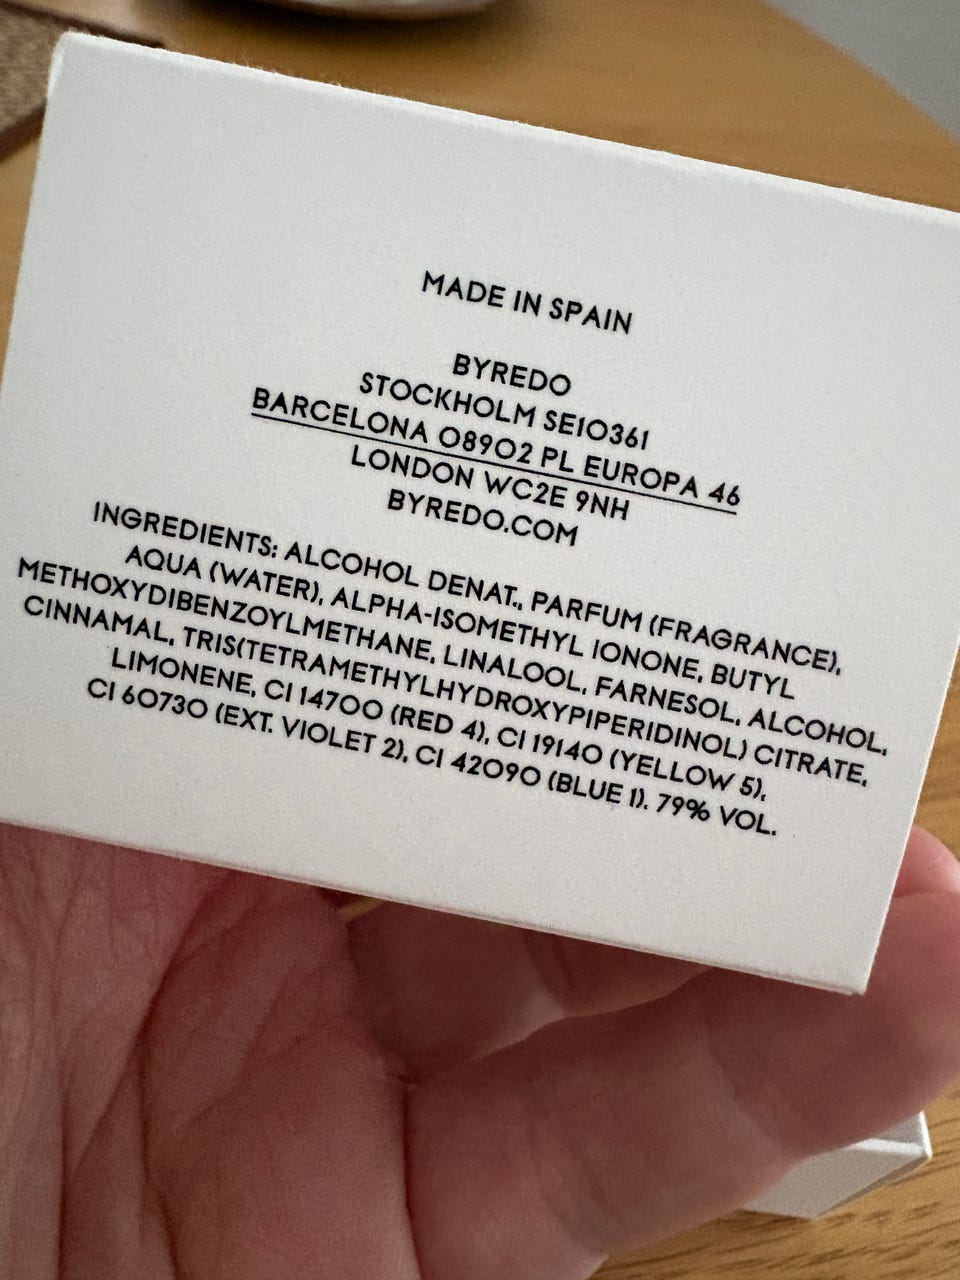 MADE IN SPAIN
BYREDO
STOCKHOLM SE10361
BARCELONA 08902 PL EUROPA 46
LONDON WC2E 9NH
BYREDO.COM
INGREDIENTS: ALCOHOL DENAT., PARFUM (FRAGRANCE),
AQUA (WATER), ALPHA-ISOMETHYL IONONE, BUTYL
METHOXYDIBENZOYLMETHANE, LINALOOL, FARNESOL, ALCOHOL,
CINNAMAL, TRIS(TETRAMETHYLHYDROXYPIPERIDINOL) CITRATE,
LIMONENE, CI 14700 (RED 4), CI 19140 (YELLOW 5),
CI 60730 (EXT. VIOLET 2), CI 42090 (BLUE 1). 79% VOL.